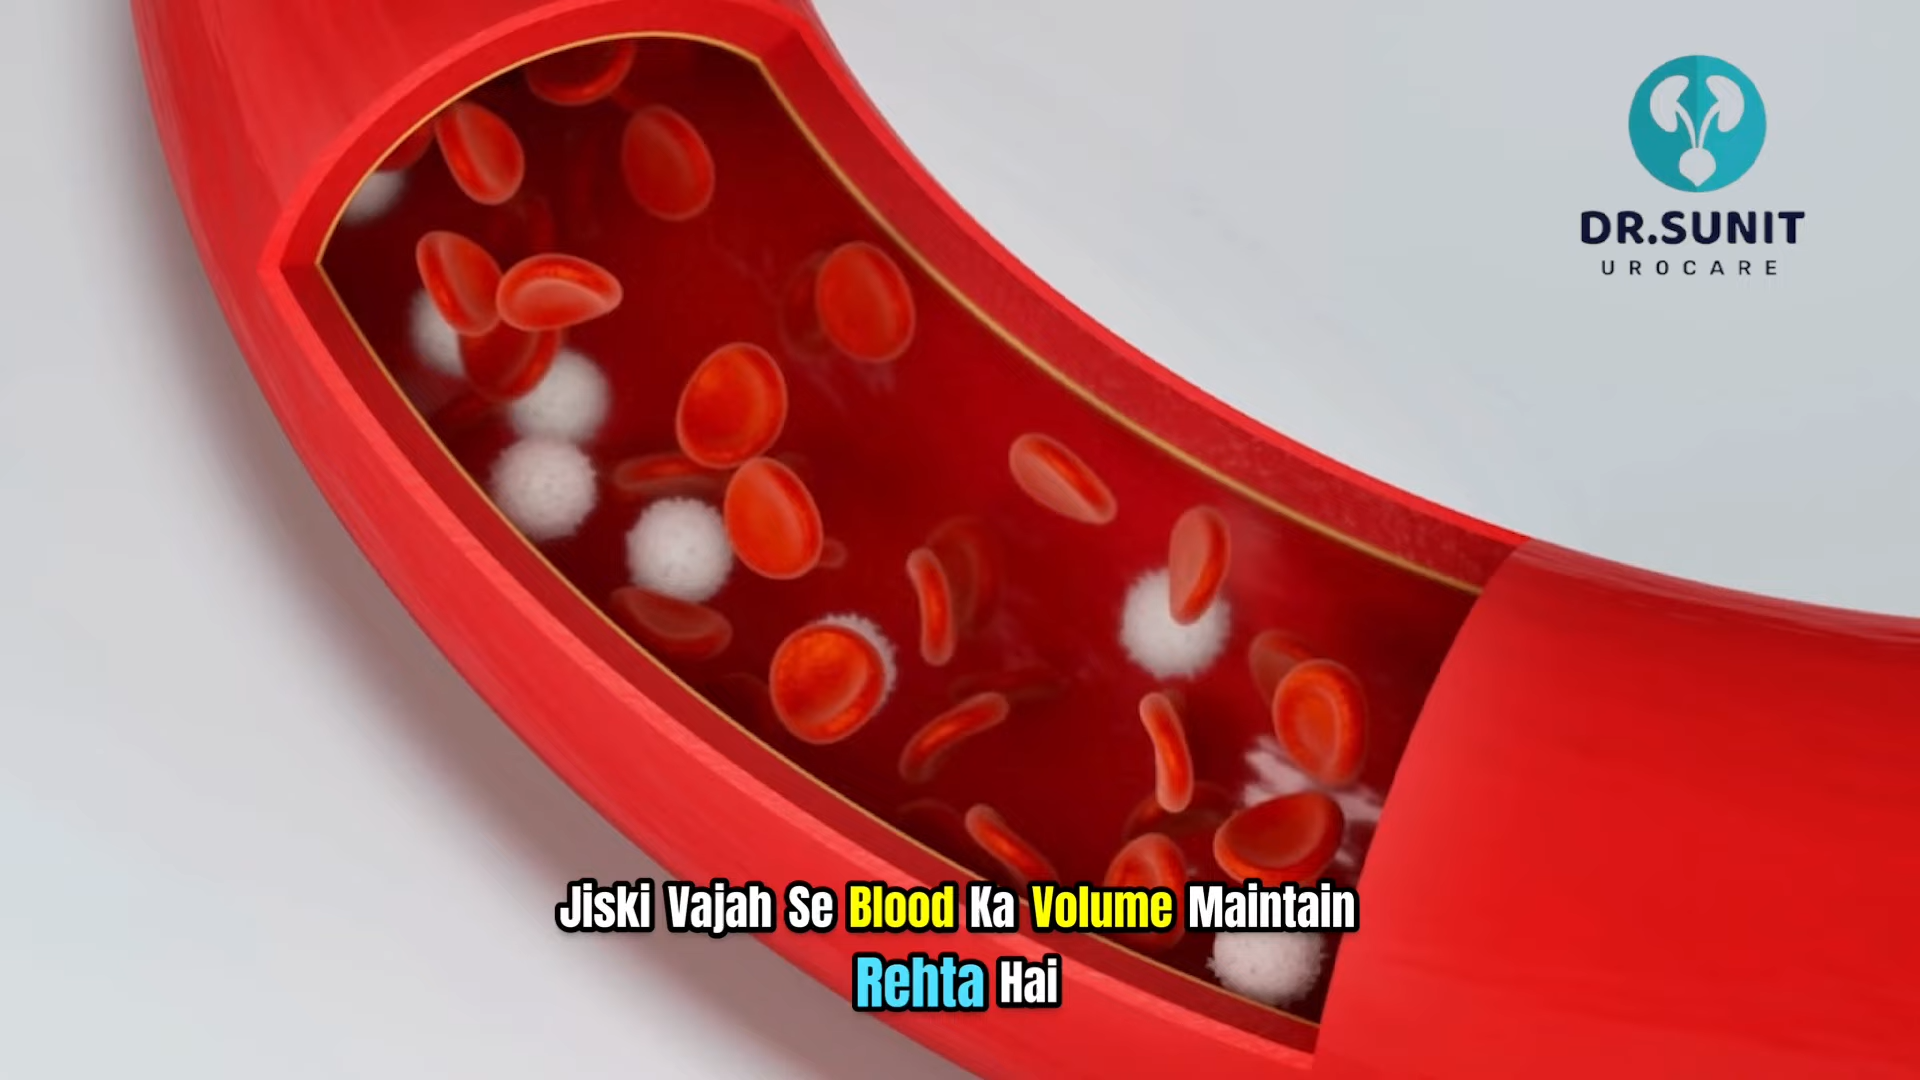 DR.SUNIT
UROCARE
Jiski Vajah Se Blood Ka Volume Maintain
Rehta Hai